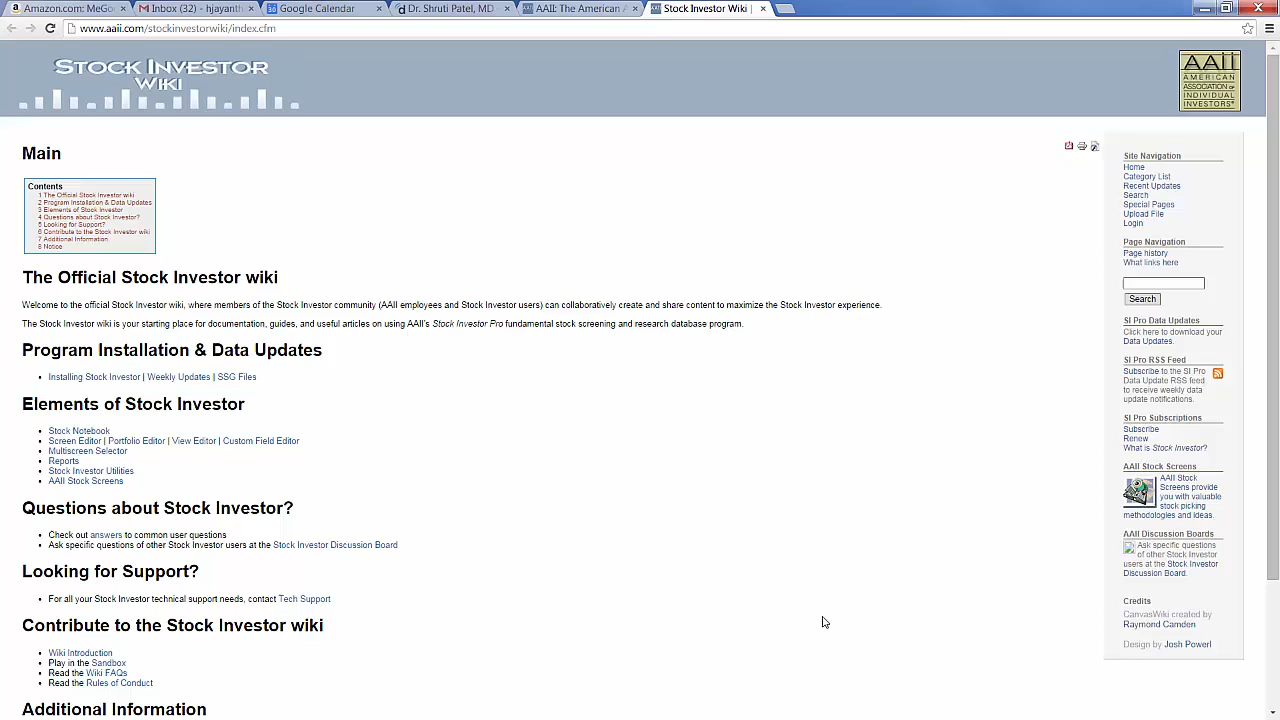 Amazon.com: MeGo
Inbox (32) - hjayanth
Google Calendar
Dr. Shruti Patel, MD
AAII: The American A
Stock Investor Wiki |
www.aaii.com/stockinvestorwiki/index.cfm
STOCK INVESTOR
WIKI
AAII
AMERICAN
ASSOCIATION OF
INDIVIDUAL
INVESTORS®
Main
Contents
1 The Official Stock Investor wiki
2 Program Installation & Data Updates
3 Elements of Stock Investor
4 Questions about Stock Investor?
5 Looking for Support?
6 Contribute to the Stock Investor wiki
7 Additional Information
8 Notice
The Official Stock Investor wiki
Welcome to the official Stock Investor wiki, where members of the Stock Investor community (AAII employees and Stock Investor users) can collaboratively create and share content to maximize the Stock Investor experience.
The Stock Investor wiki is your starting place for documentation, guides, and useful articles on using AAII's Stock Investor Pro fundamental stock screening and research database program.
Program Installation & Data Updates
Installing Stock Investor | Weekly Updates | SSG Files
Elements of Stock Investor
Stock Notebook
Screen Editor | Portfolio Editor | View Editor | Custom Field Editor
Multiscreen Selector
Reports
Stock Investor Utilities
AAII Stock Screens
Questions about Stock Investor?
Check out answers to common user questions
Ask specific questions of other Stock Investor users at the Stock Investor Discussion Board
Looking for Support?
For all your Stock Investor technical support needs, contact Tech Support
Contribute to the Stock Investor wiki
Wiki Introduction
Play in the Sandbox
Read the Wiki FAQs
Read the Rules of Conduct
Additional Information
Site Navigation
Home
Category List
Recent Updates
Search
Special Pages
Upload File
Login
Page Navigation
Page history
What links here
Search
SI Pro Data Updates
Click here to download your
Data Updates.
SI Pro RSS Feed
Subscribe to the SI Pro
Data Update RSS feed
to receive weekly data
update notifications.
SI Pro Subscriptions
Subscribe
Renew
What is Stock Investor?
AAII Stock Screens
AAII Stock
Screens provide
you with valuable
stock picking
methodologies and ideas.
AAII Discussion Boards
Ask specific questions
of other Stock Investor
users at the Stock Investor
Discussion Board.
Credits
CanvasWiki created by
Raymond Camden
Design by Josh Powerl